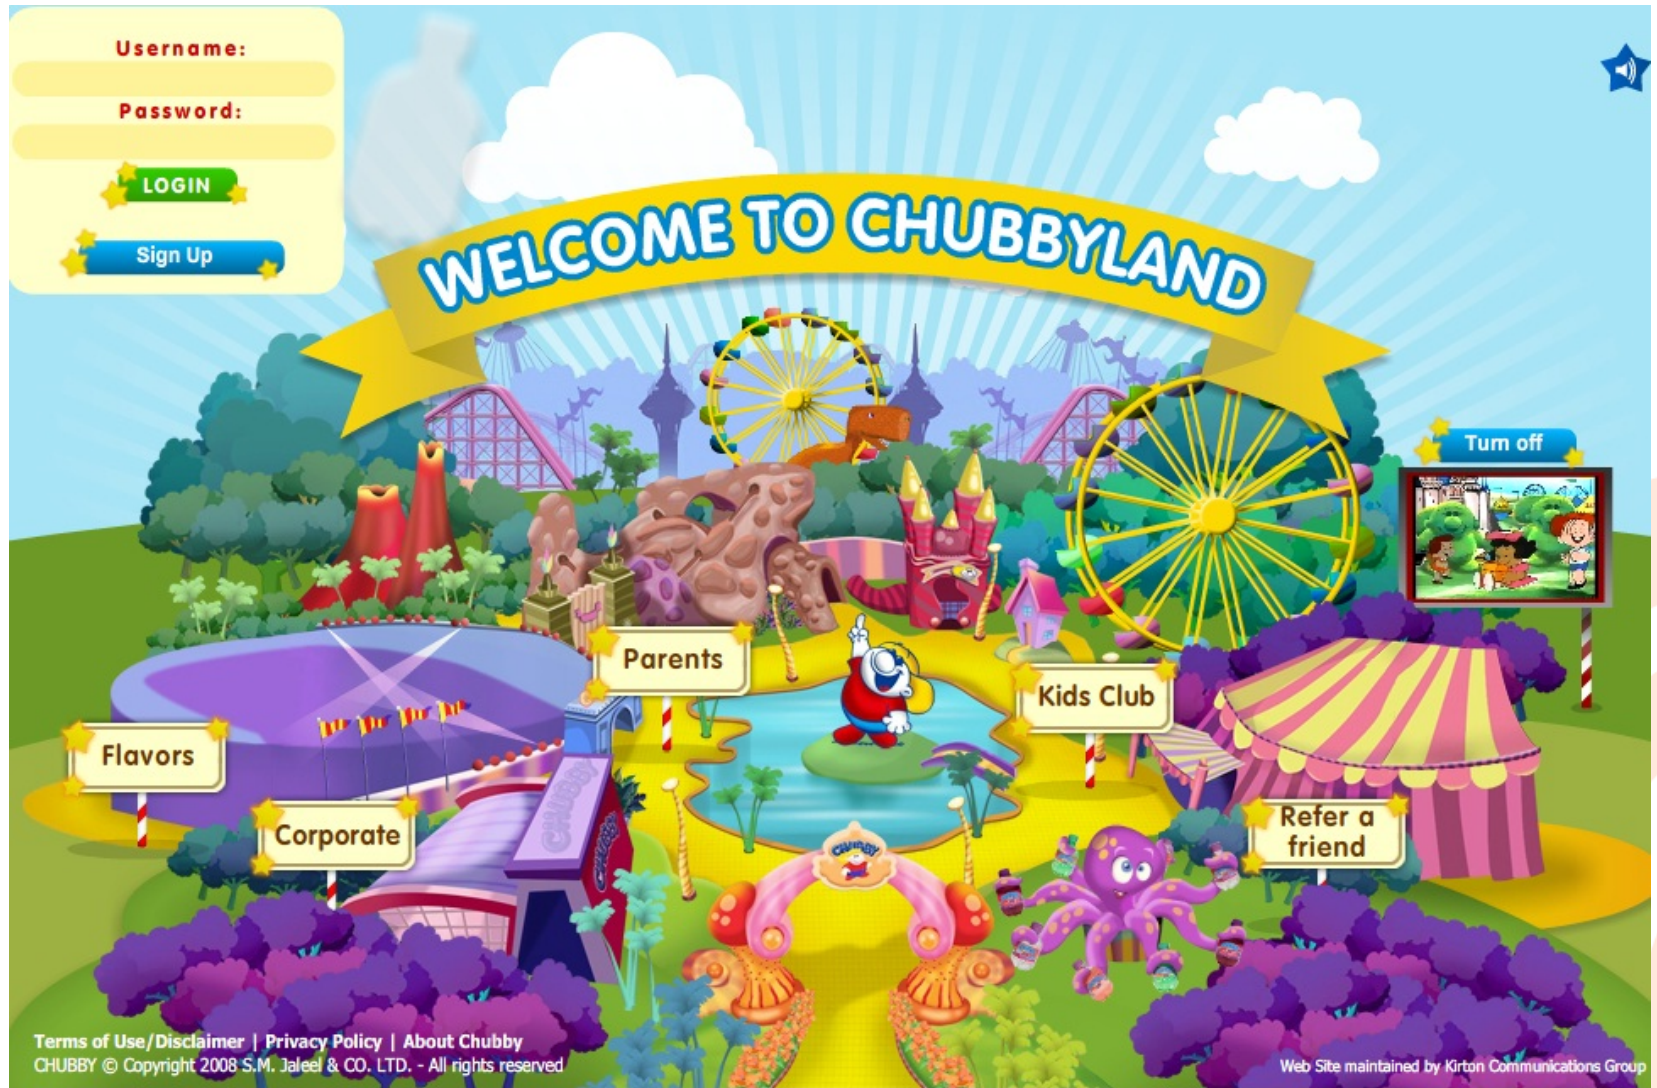 Username:
Password:
LOGIN
Sign Up
WELCOME TO CHUBBYLAND
Turn off
Parents
Kids Club
Flavors
Corporate
Refer a
friend
CHUBBY
CHUBBY
CHUBBY
Terms of Use/Disclaimer | Privacy Policy | About Chubby
CHUBBY © Copyright 2008 S.M. Jaleel & CO. LTD. - All rights reserved
Web Site maintained by Kirton Communications Group